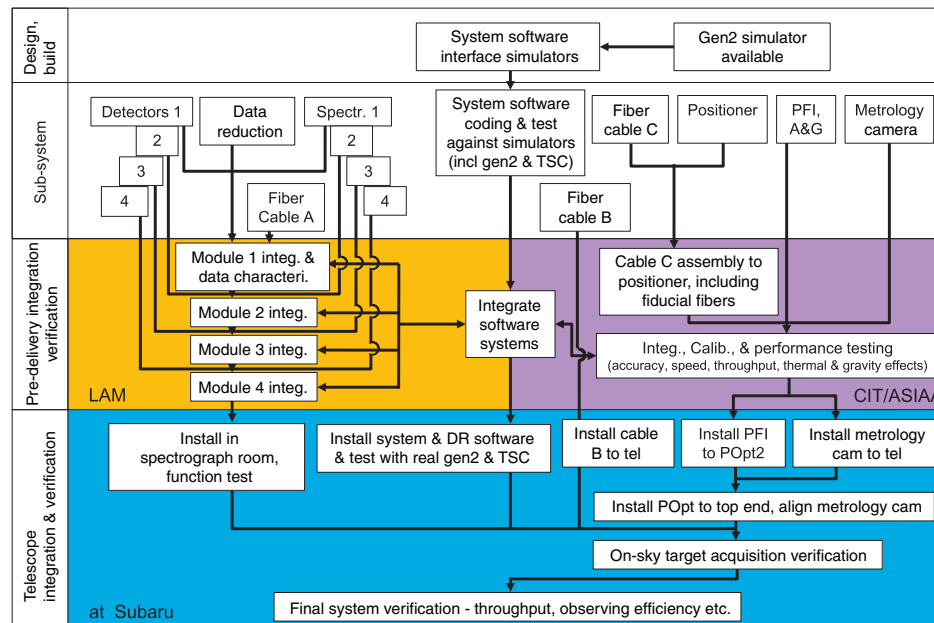 Design,
build
System software
interface simulators
Gen2 simulator
available
Sub-system
Detectors 1
2
3
4
Data
reduction
Spectr. 1
2
3
4
Fiber
Cable A
System software
coding & test
against simulators
(incl gen2 & TSC)
Fiber
cable B
Fiber
cable C
Positioner
PFI,
A&G
Metrology
camera
Pre-delivery integration
verification
Module 1 integ. &
data characteri.
Module 2 integ.
Module 3 integ.
Module 4 integ.
LAM
Integrate
software
systems
Cable C assembly to
positioner, including
fiducial fibers
Integ., Calib., & performance testing
(accuracy, speed, throughput, thermal & gravity effects)
CIT/ASIAA
Telescope
integration & verification
Install in
spectrograph room,
function test
Install system & DR software
& test with real gen2 & TSC
Install cable
B to tel
Install PFI
to POpt2
Install metrology
cam to tel
Install POpt to top end, align metrology cam
On-sky target acquisition verification
Final system verification - throughput, observing efficiency etc.
at Subaru